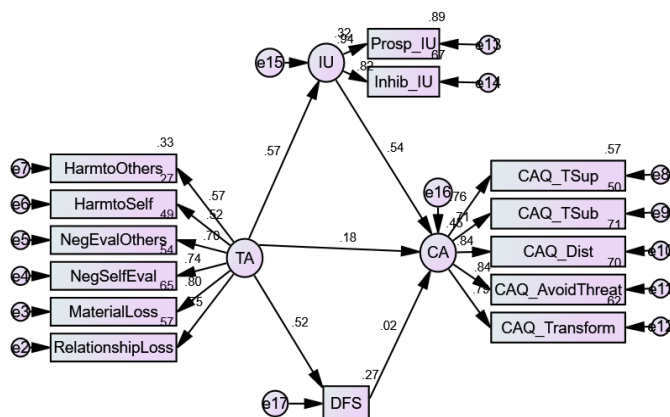 .89
.32
.94
Prosp_IU
e13
.67
e15
IU
.82
Inhib_IU
e14
.33
e7
HarmtoOthers
.27
.57
.57
.54
.57
e6
HarmtoSelf
.49
.52
e16
.76
CAQ_TSup
.50
e8
e5
NegEvalOthers
.54
.70
.45
.71
CAQ_TSub
.71
e9
e4
NegSelfEval
.65
.74
TA
.18
CA
.84
CAQ_Dist
.70
e10
e3
MaterialLoss
.57
.80
.84
CAQ_AvoidThreat
.62
e11
e2
RelationshipLoss
.75
.79
CAQ_Transform
e12
.52
.02
.27
e17
DFS